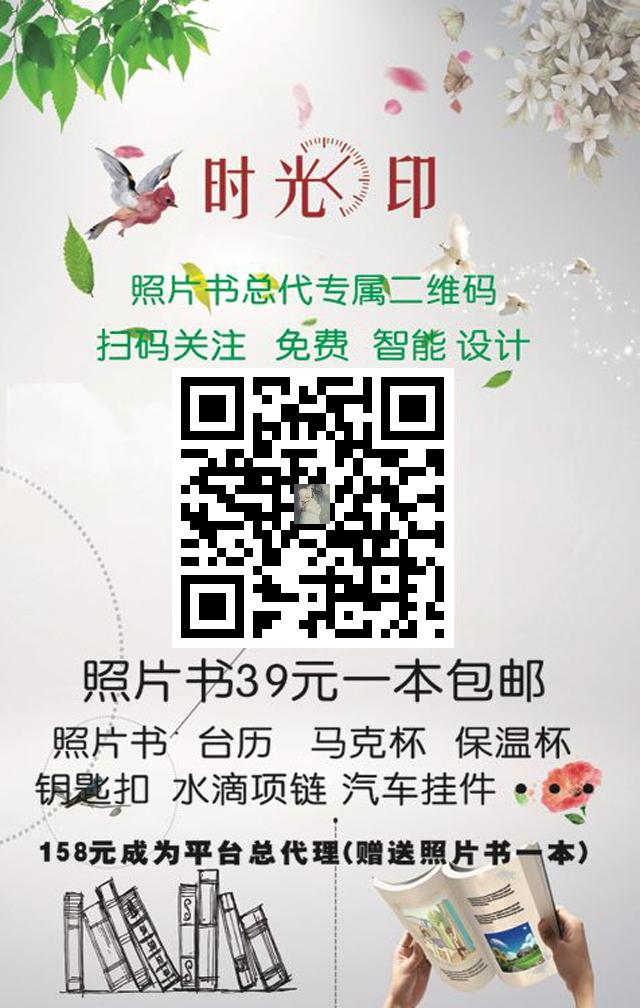 时光印
照片书总代专属二维码
扫码关注 免费 智能 设计
照片书39元一本包邮
照片书 台历 马克杯 保温杯
钥匙扣 水滴项链 汽车挂件
158元成为平台总代理(赠送照片书一本)